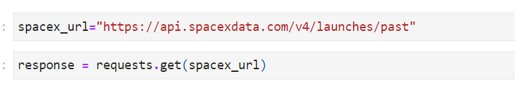 : spacex_url="https://api.spacexdata.com/v4/launches/past"
: response = requests.get(spacex_url)